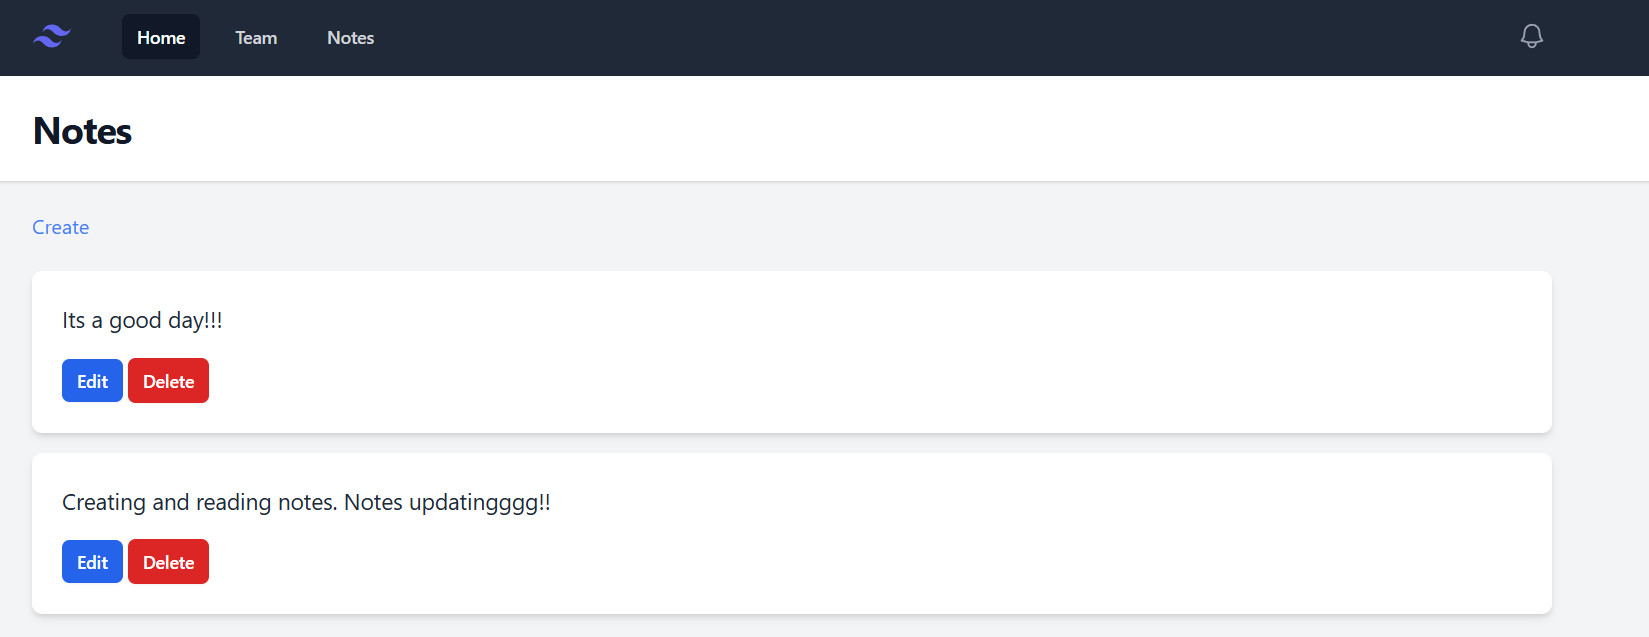 Home Team Notes
Notes
Create
Its a good day!!!
Edit Delete
Creating and reading notes. Notes updatingggg!!
Edit Delete